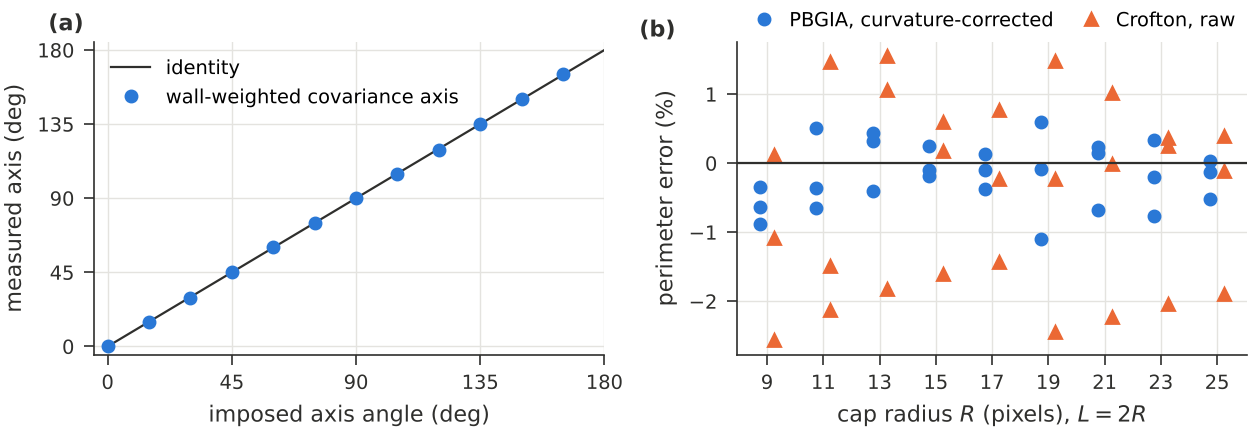 (a)
identity
wall-weighted covariance axis
measured axis (deg)
180
135
90
45
0
0 45 90 135 180
imposed axis angle (deg)
(b)
PBGIA, curvature-corrected Crofton, raw
perimeter error (%)
1
0
−1
−2
9 11 13 15 17 19 21 23 25
cap radius R (pixels), L = 2R